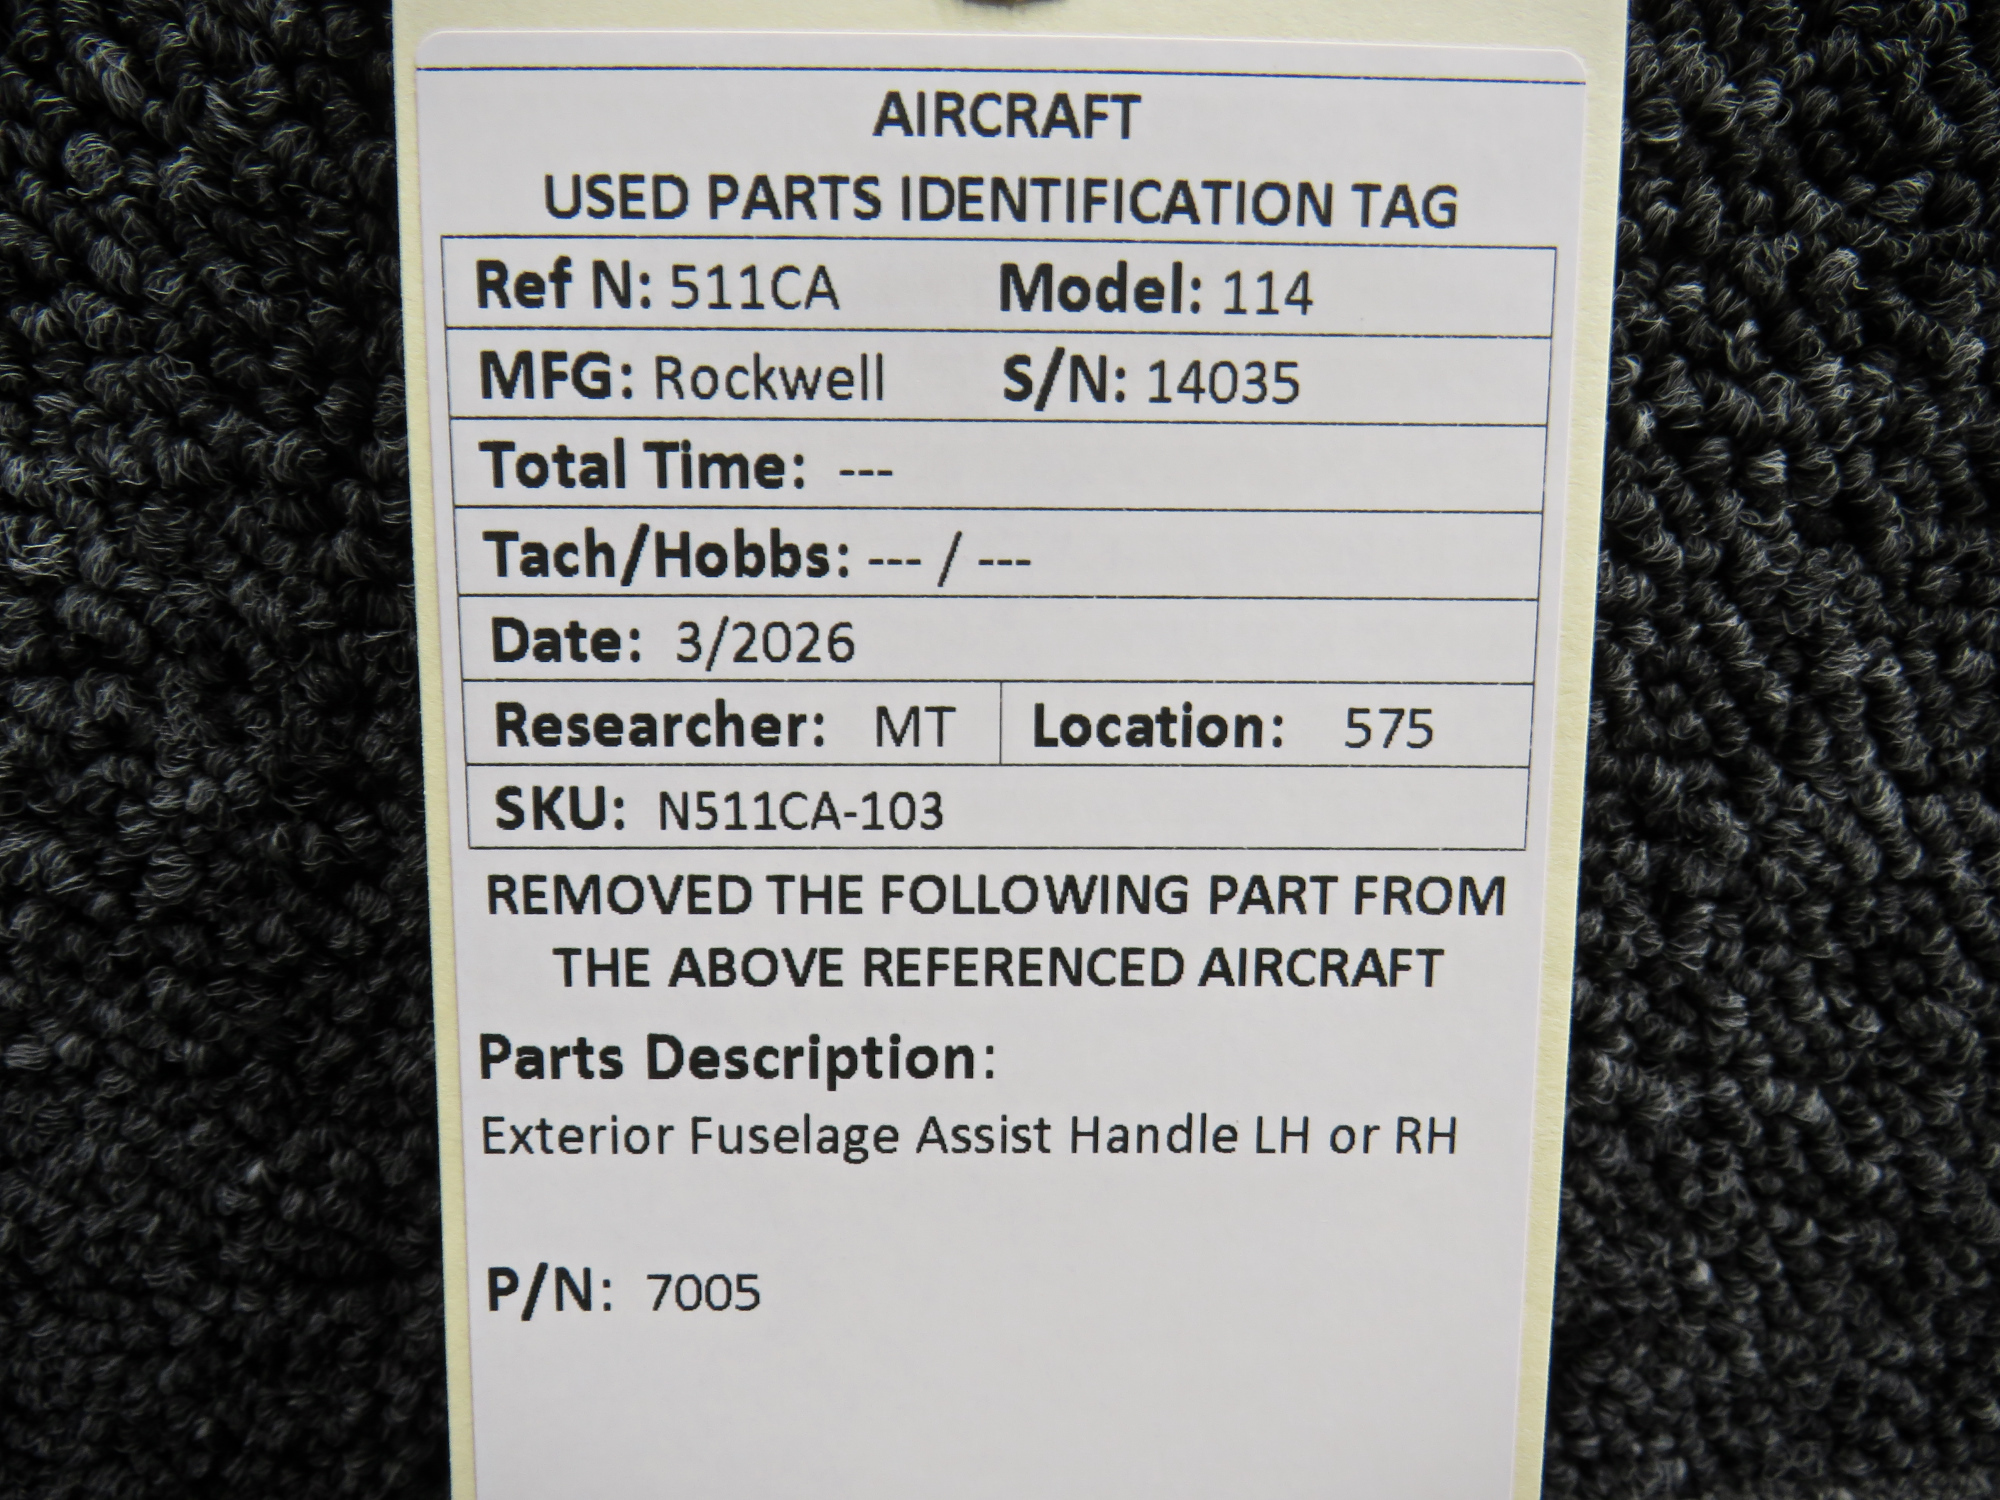 AIRCRAFT
USED PARTS IDENTIFICATION TAG
Ref N: 511CA Model: 114
MFG: Rockwell S/N: 14035
Total Time: ---
Tach/Hobbs: --- / ---
Date: 3/2026
Researcher: MT Location: 575
SKU: N511CA-103
REMOVED THE FOLLOWING PART FROM
THE ABOVE REFERENCED AIRCRAFT
Parts Description:
Exterior Fuselage Assist Handle LH or RH
P/N: 7005